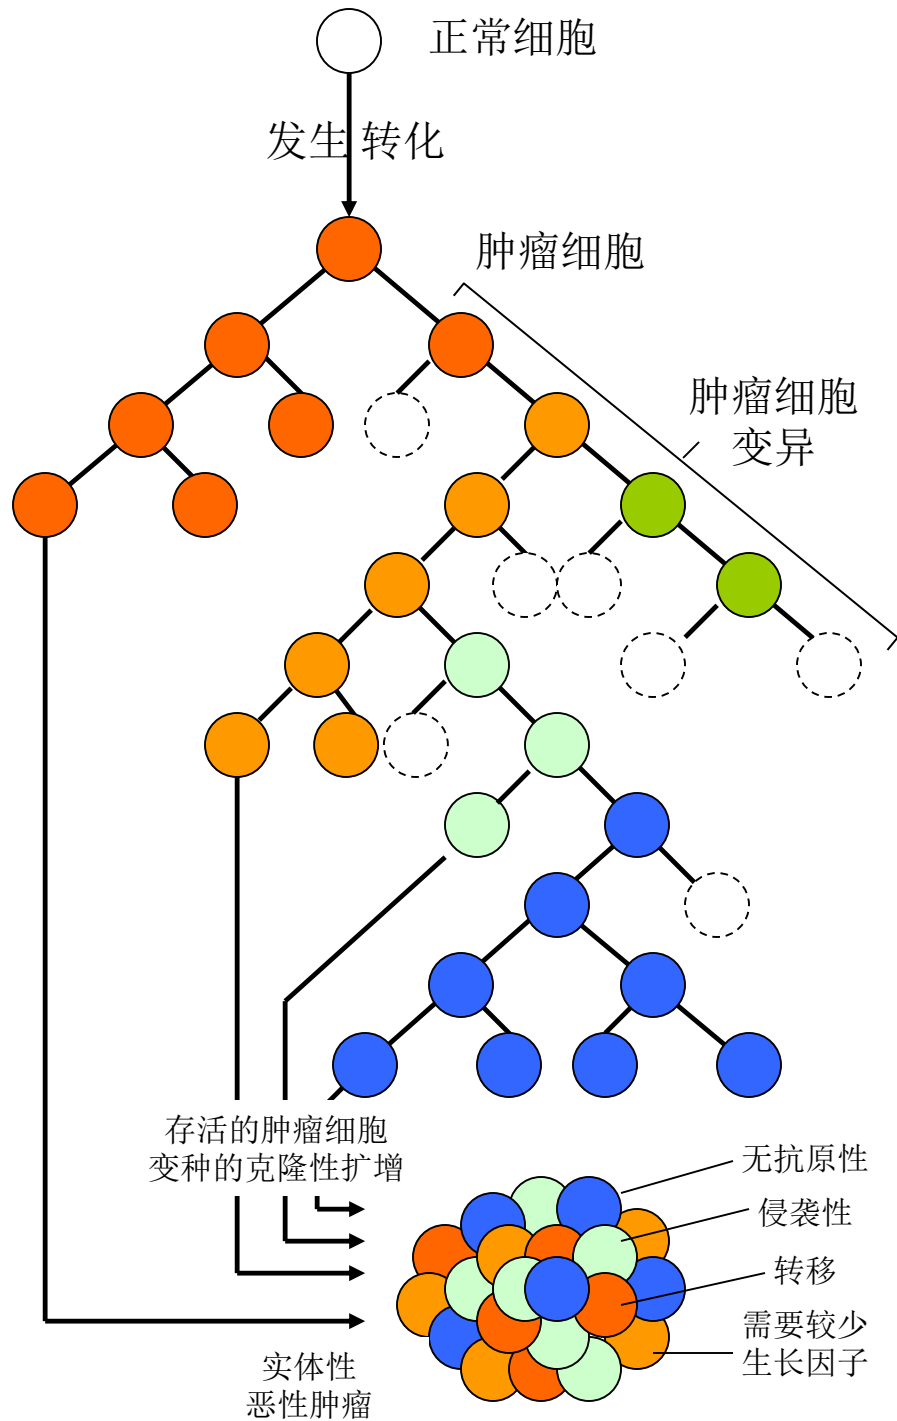 正常细胞
发生 转化
肿瘤细胞
肿瘤细胞
变异
存活的肿瘤细胞
变种的克隆性扩增
无抗原性
侵袭性
转移
需要较少
生长因子
实体性
恶性肿瘤